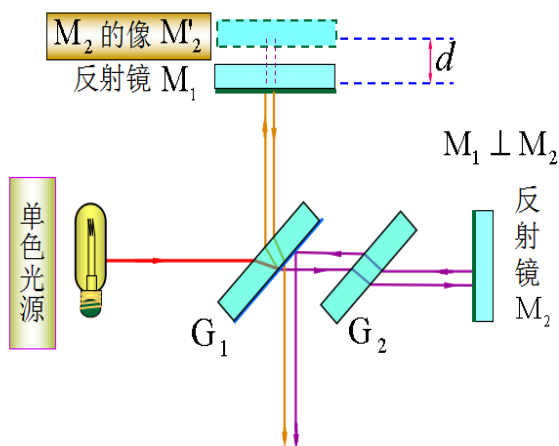 M₂ 的像 M'₂
反射镜 M₁
d
M₁ ⊥ M₂
单色光源
G₁
G₂
反射镜 M₂